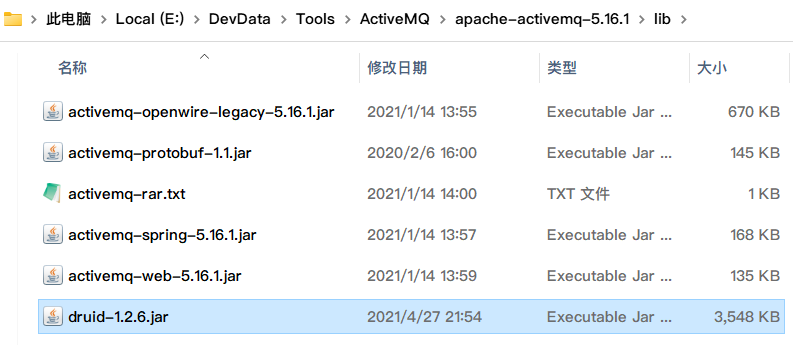 此电脑 > Local (E:) > DevData > Tools > ActiveMQ > apache-activemq-5.16.1 > lib >
名称 修改日期 类型 大小
activemq-openwire-legacy-5.16.1.jar 2021/1/14 13:55 Executable Jar ... 670 KB
activemq-protobuf-1.1.jar 2020/2/6 16:00 Executable Jar ... 145 KB
activemq-rar.txt 2021/1/14 14:00 TXT 文件 1 KB
activemq-spring-5.16.1.jar 2021/1/14 13:57 Executable Jar ... 168 KB
activemq-web-5.16.1.jar 2021/1/14 13:59 Executable Jar ... 135 KB
druid-1.2.6.jar 2021/4/27 21:54 Executable Jar ... 3,548 KB